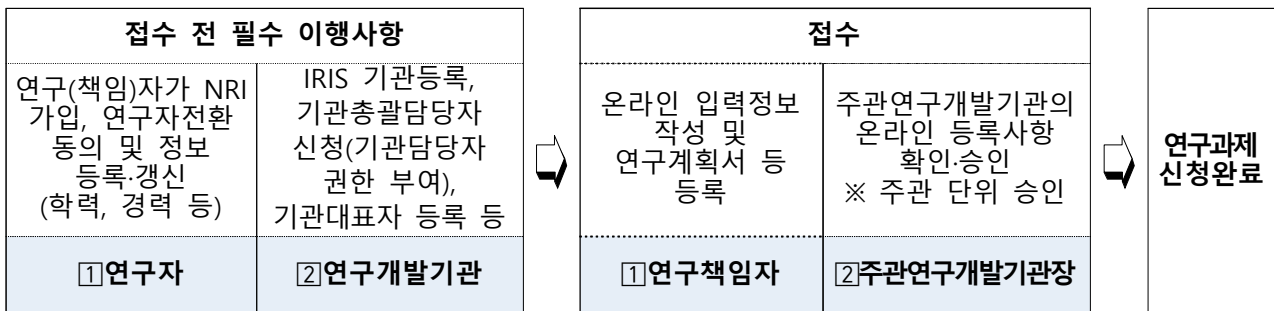 접수 전 필수 이행사항
연구(책임)자가 NRI
가입, 연구자전환
동의 및 정보
등록·갱신
(학력, 경력 등)
IRIS 기관등록,
기관총괄담당자
신청(기관담당자
권한 부여),
기관대표자 등록 등
1연구자
2연구개발기관
접수
온라인 입력정보
작성 및
연구계획서 등
등록
주관연구개발기관의
온라인 등록사항
확인·승인
※ 주관 단위 승인
1연구책임자
2주관연구개발기관장
연구과제
신청완료